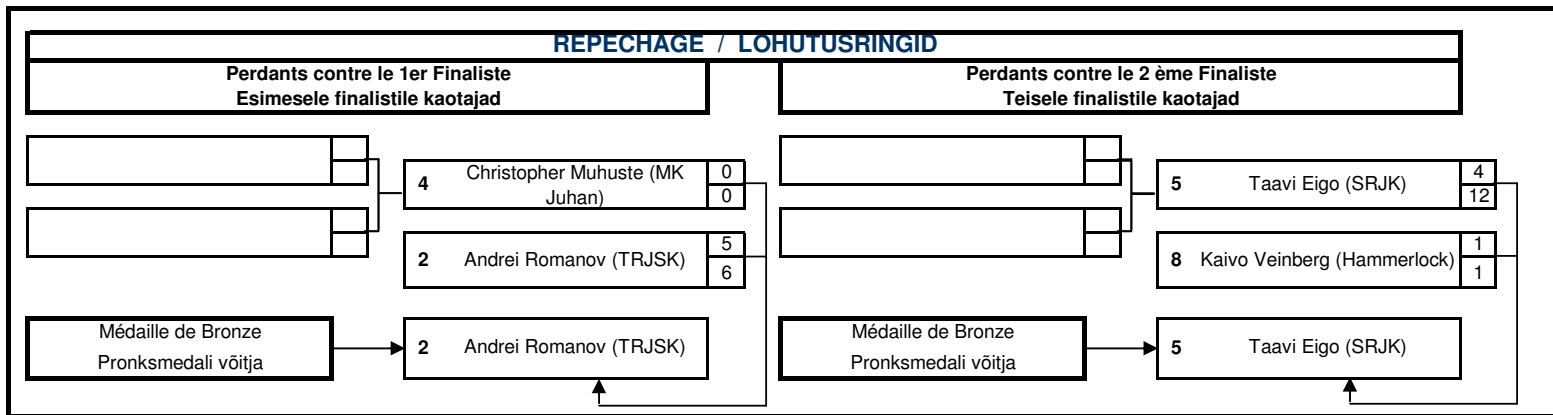 REPECHAGE / LOHUTUSRINGID
Perdants contre le 1er Finaliste
Esimesele finalistile kaotajad
Perdants contre le 2 ème Finaliste
Teisele finalistile kaotajad
4 Christopher Muhuste (MK Juhan) 0
0
2 Andrei Romanov (TRJSK) 5
6
5 Taavi Eigo (SRJK) 4
12
8 Kaivo Veinberg (Hammerlock) 1
1
Médaille de Bronze
Pronksmedali võitja
2 Andrei Romanov (TRJSK)
Médaille de Bronze
Pronksmedali võitja
5 Taavi Eigo (SRJK)